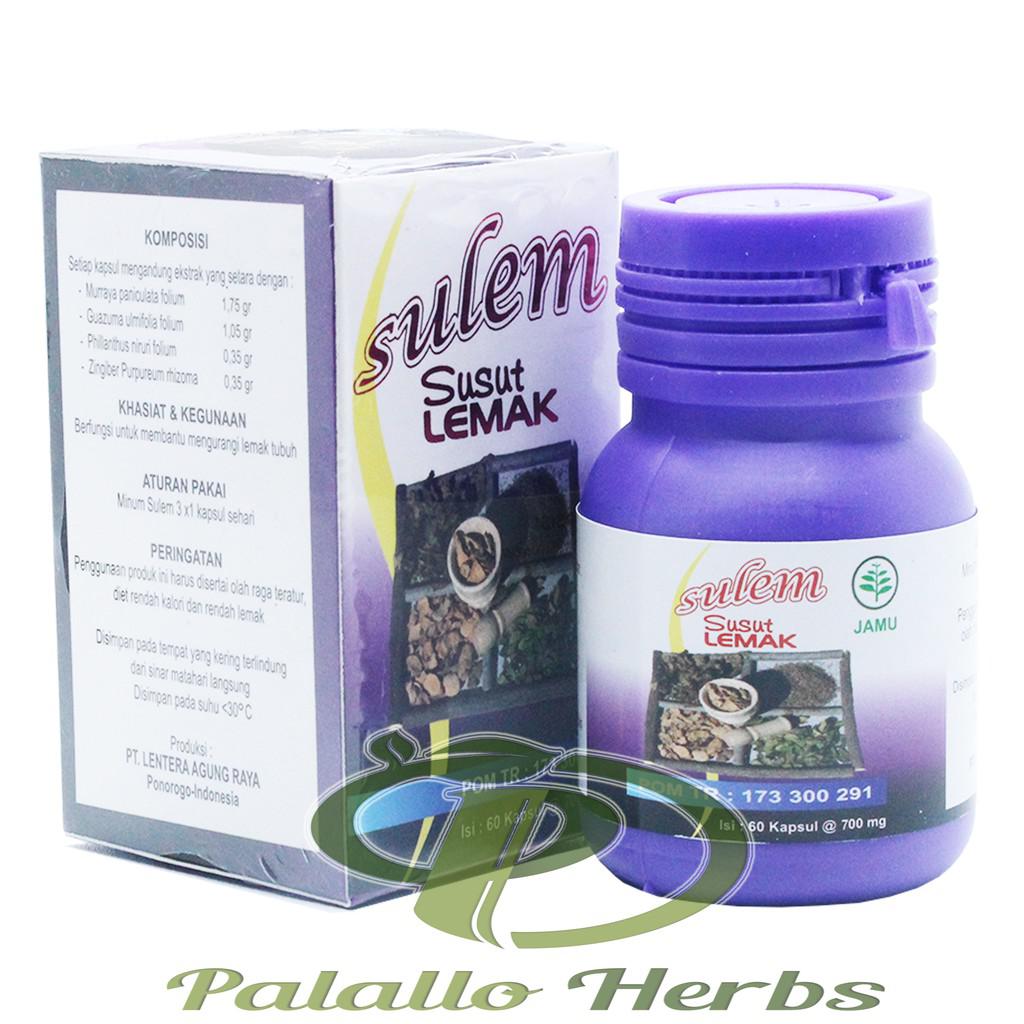 KOMPOSISI
Setiap kapsul mengandung ekstrak yang setara dengan :
- Murraya paniculata folium 1,75 gr
- Guazuma ulmifolia folium 1,05 gr
- Phillanthus niruri folium 0,35 gr
- Zingiber Purpureum rhizoma 0,35 gr
KHASIAT & KEGUNAAN
Berfungsi untuk membantu mengurangi lemak tubuh
ATURAN PAKAI
Minum Sulem 3 x1 kapsul sehari
PERINGATAN
Penggunaan produk ini harus disertai olah raga teratur,
diet rendah kalori dan rendah lemak
Disimpan pada tempat yang kering terlindung
dari sinar matahari langsung
Disimpan pada suhu <30°C
Produksi :
PT. LENTERA AGUNG RAYA
Ponorogo-Indonesia
sulem
Susut
LEMAK
POM TR : 
Isi : 60 Kapsul
sulem
Susut
LEMAK
JAMU
POM TR : 173 300 291
Isi : 60 Kapsul @ 700 mg
Palallo Herbs